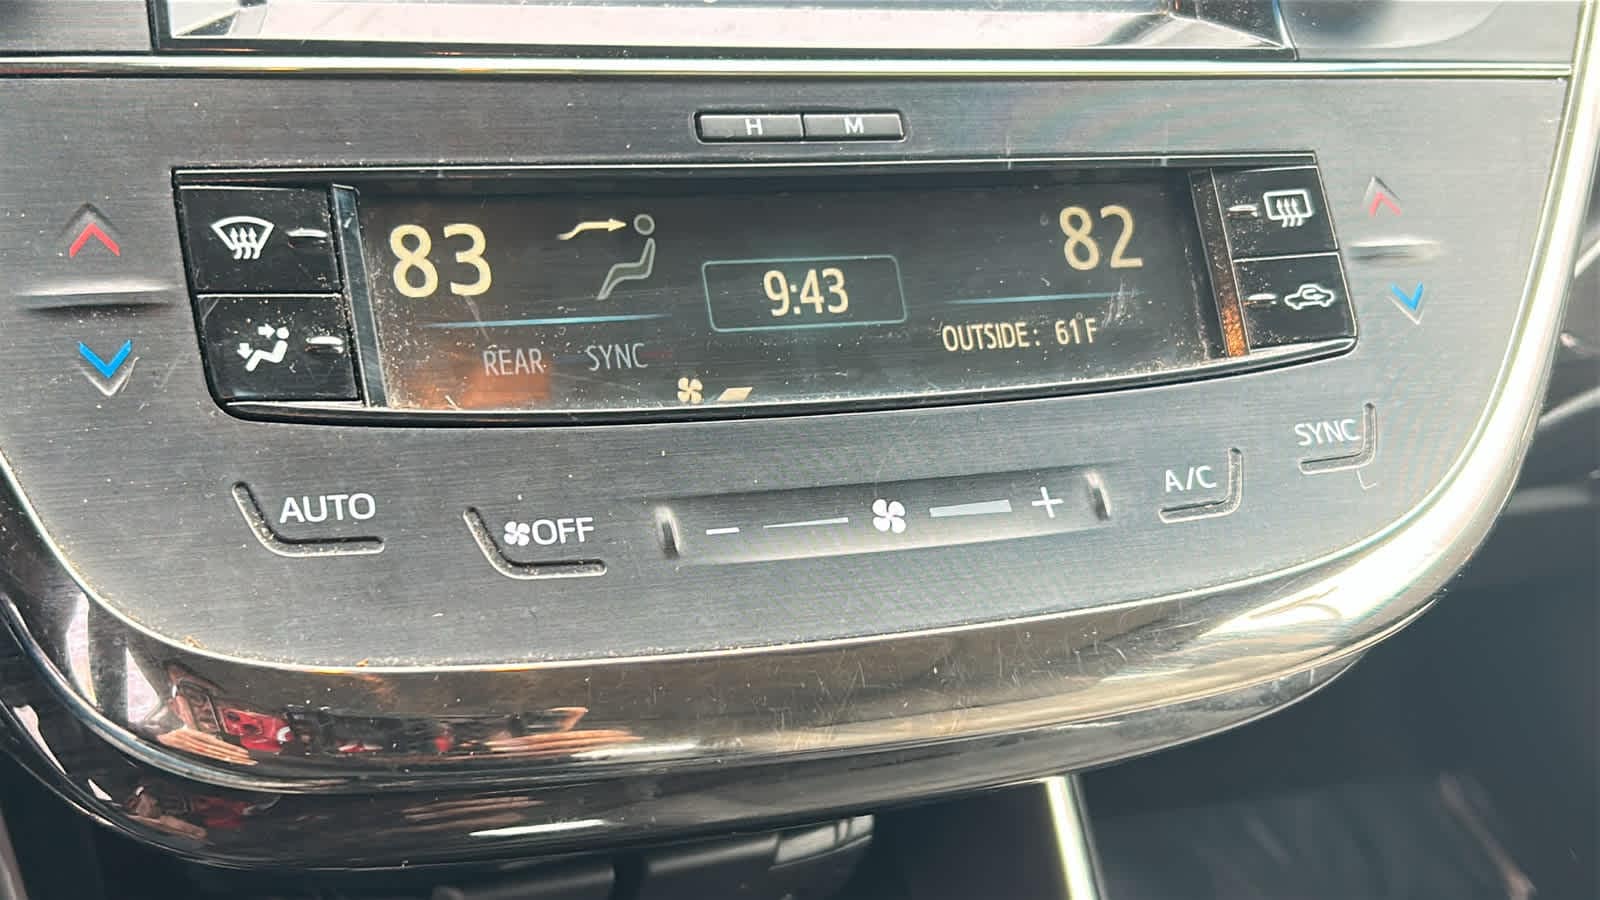 H M
83
82
9:43
OUTSIDE: 61°F
REAR SYNC
AUTO
OFF
− +
A/C
SYNC